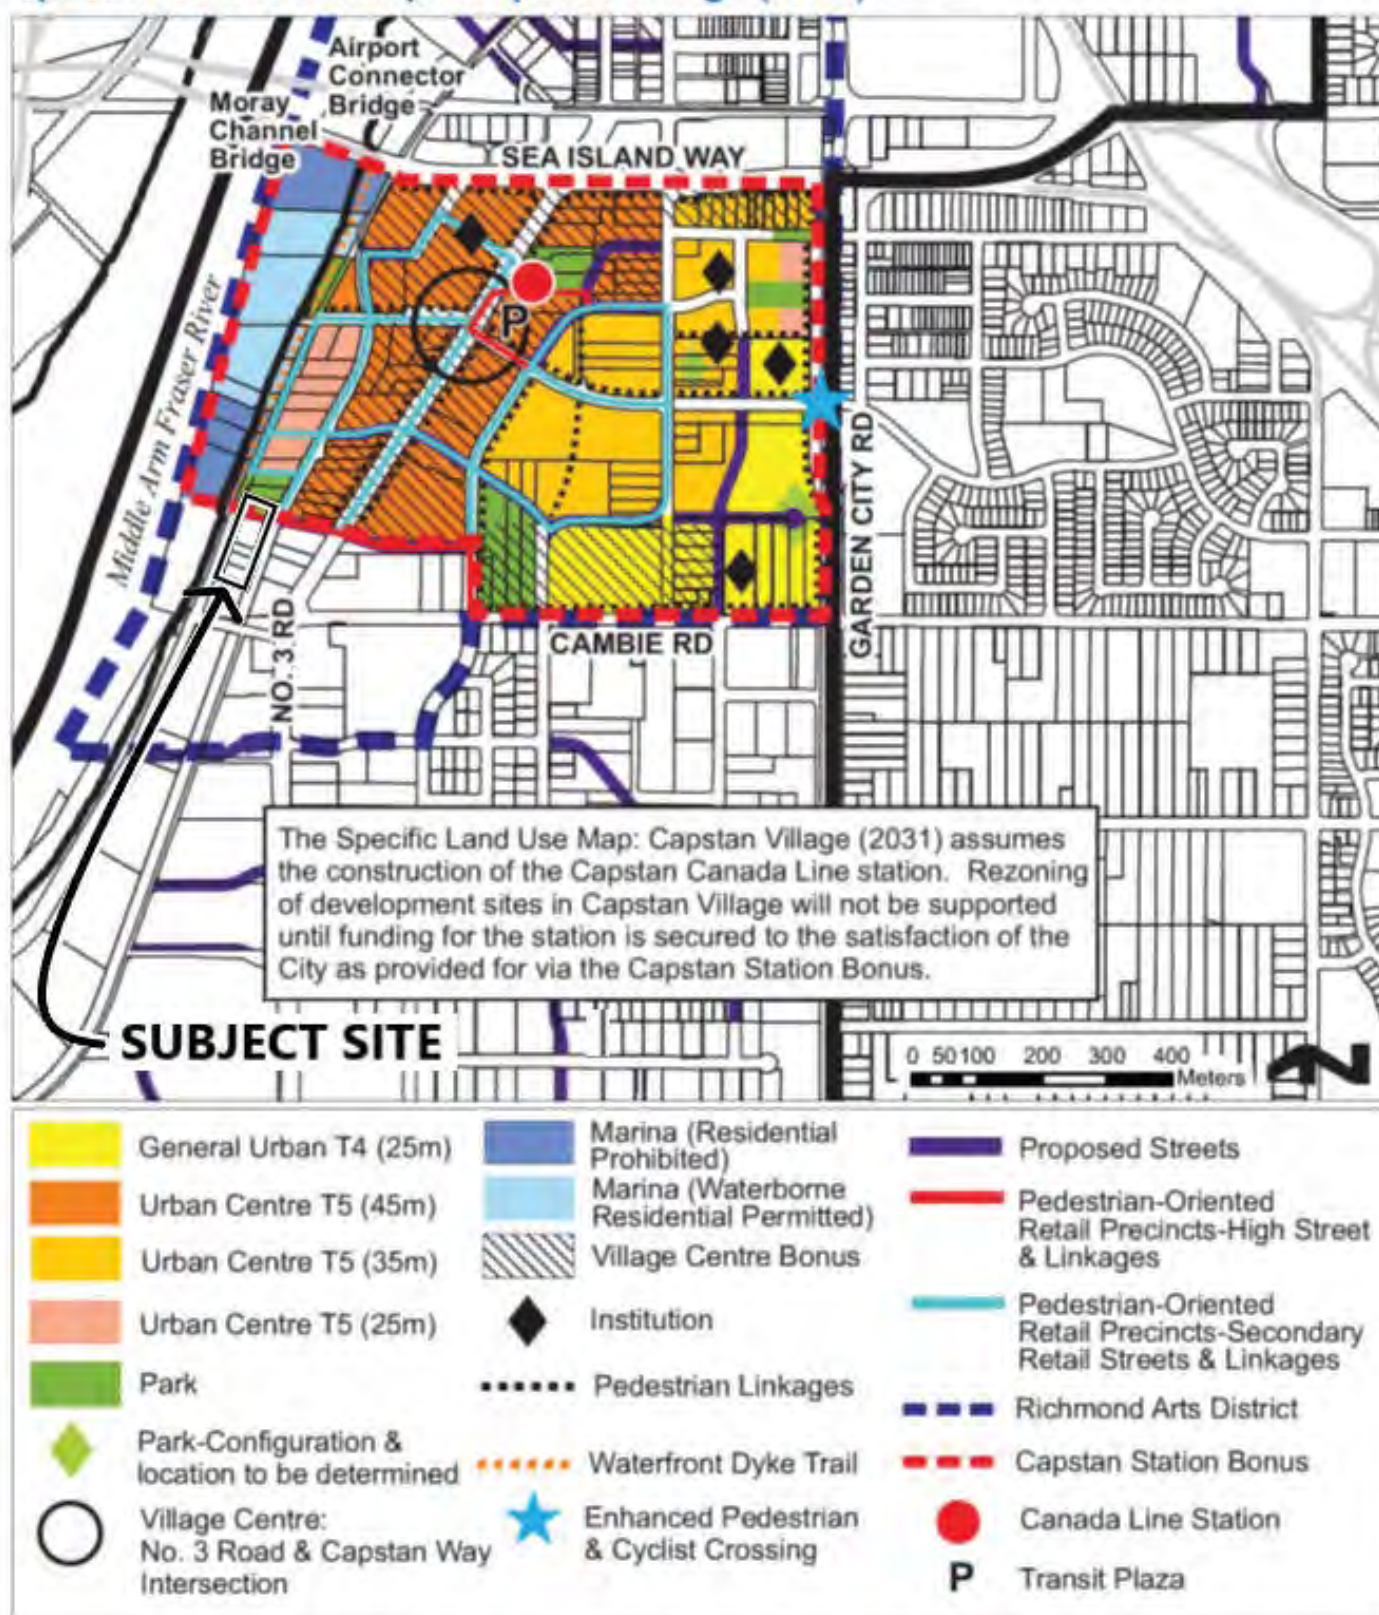 Airport
Connector
Bridge
Moray
Channel
Bridge
SEA ISLAND WAY
P
Middle Arm Fraser River
GARDEN CITY RD
NO. 3 RD
CAMBIE RD
The Specific Land Use Map: Capstan Village (2031) assumes
the construction of the Capstan Canada Line station. Rezoning
of development sites in Capstan Village will not be supported
until funding for the station is secured to the satisfaction of the
City as provided for via the Capstan Station Bonus.
SUBJECT SITE
0 50 100 200 300 400
Meters
General Urban T4 (25m)
Urban Centre T5 (45m)
Urban Centre T5 (35m)
Urban Centre T5 (25m)
Park
Park-Configuration &
location to be determined
Village Centre:
No. 3 Road & Capstan Way
Intersection
Marina (Residential
Prohibited)
Marina (Waterborne
Residential Permitted)
Village Centre Bonus
Institution
Pedestrian Linkages
Waterfront Dyke Trail
Enhanced Pedestrian
& Cyclist Crossing
Proposed Streets
Pedestrian-Oriented
Retail Precincts-High Street
& Linkages
Pedestrian-Oriented
Retail Precincts-Secondary
Retail Streets & Linkages
Richmond Arts District
Capstan Station Bonus
Canada Line Station
P Transit Plaza